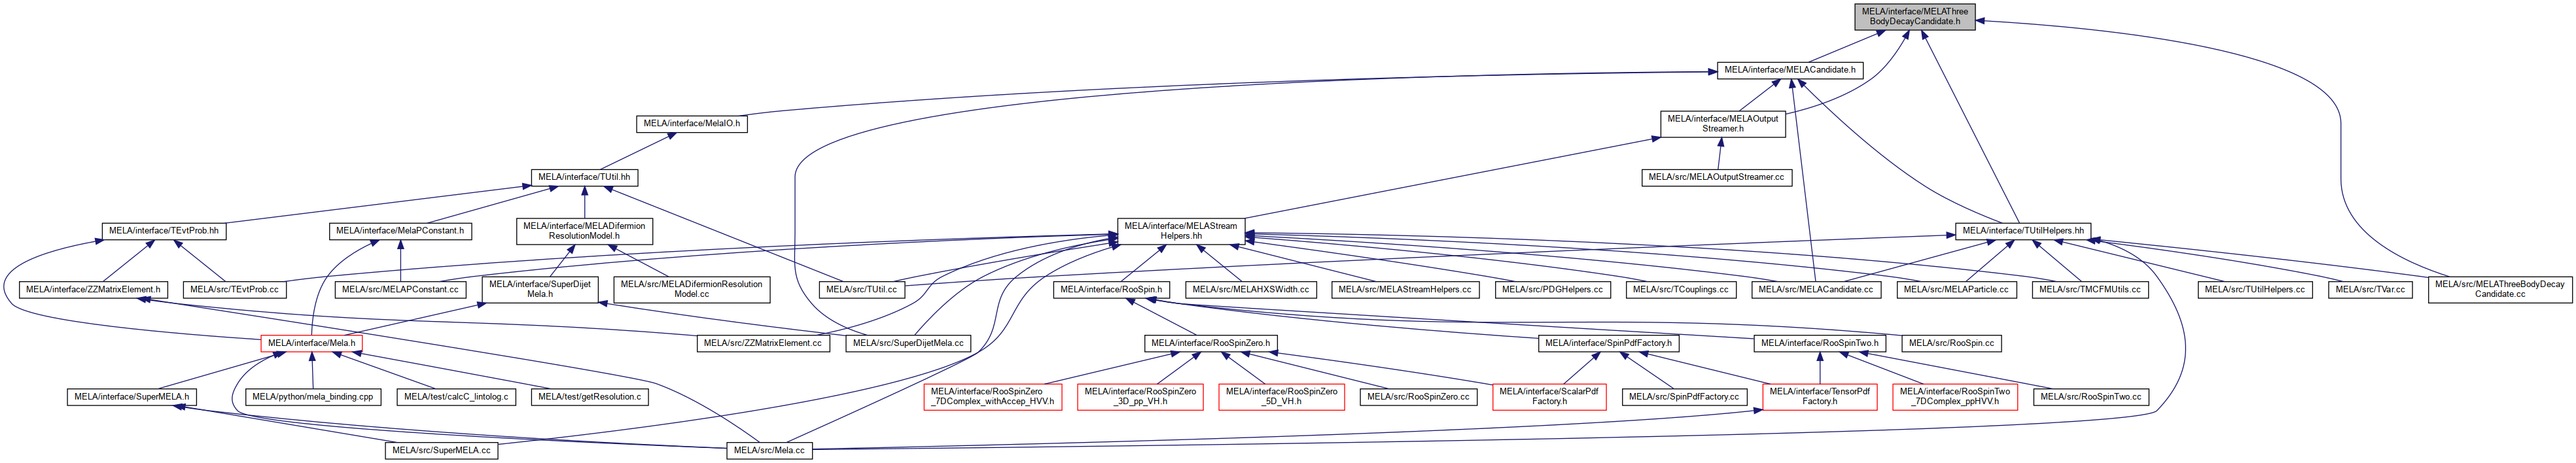 MELA/interface/MELAThree
BodyDecayCandidate.h
MELA/interface/MELACandidate.h
MELA/interface/MELAOutput
Streamer.h
MELA/interface/MelaIO.h
MELA/interface/TUtil.hh
MELA/src/MELAOutputStreamer.cc
MELA/interface/TEvtProb.hh
MELA/interface/MelaPConstant.h
MELA/interface/MELADifermion
ResolutionModel.h
MELA/interface/MELAStream
Helpers.hh
MELA/interface/TUtilHelpers.hh
MELA/interface/ZZMatrixElement.h
MELA/src/TEvtProb.cc
MELA/src/MELAPConstant.cc
MELA/interface/SuperDijet
Mela.h
MELA/src/MELADifermionResolution
Model.cc
MELA/src/TUtil.cc
MELA/interface/RooSpin.h
MELA/src/MELAHXSWidth.cc
MELA/src/MELAStreamHelpers.cc
MELA/src/PDGHelpers.cc
MELA/src/TCouplings.cc
MELA/src/MELACandidate.cc
MELA/src/MELAParticle.cc
MELA/src/TMCFMUtils.cc
MELA/src/TUtilHelpers.cc
MELA/src/TVar.cc
MELA/src/MELAThreeBodyDecay
Candidate.cc
MELA/interface/Mela.h
MELA/src/ZZMatrixElement.cc
MELA/src/SuperDijetMela.cc
MELA/interface/RooSpinZero.h
MELA/interface/SpinPdfFactory.h
MELA/interface/RooSpinTwo.h
MELA/src/RooSpin.cc
MELA/interface/SuperMELA.h
MELA/python/mela_binding.cpp
MELA/test/calcC_lintolog.c
MELA/test/getResolution.c
MELA/interface/RooSpinZero
_7DComplex_withAccep_HVV.h
MELA/interface/RooSpinZero
_3D_pp_VH.h
MELA/interface/RooSpinZero
_5D_VH.h
MELA/src/RooSpinZero.cc
MELA/interface/ScalarPdf
Factory.h
MELA/src/SpinPdfFactory.cc
MELA/interface/TensorPdf
Factory.h
MELA/interface/RooSpinTwo
_7DComplex_ppHVV.h
MELA/src/RooSpinTwo.cc
MELA/src/SuperMELA.cc
MELA/src/Mela.cc